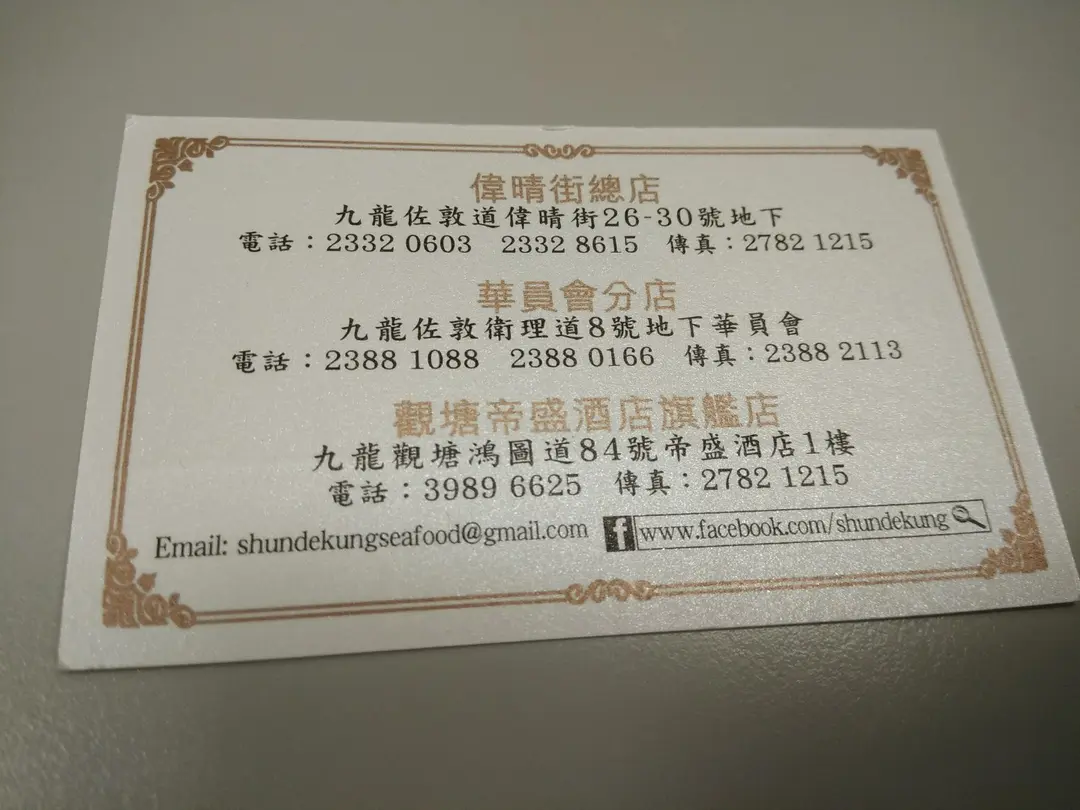 偉晴街總店
九龍佐敦道偉晴街26-30號地下
電話：2332 0603 2332 8615 傳真：2782 1215
華員會分店
九龍佐敦衛理道8號地下華員會
電話：2388 1088 2388 0166 傳真：2388 2113
觀塘帝盛酒店旗艦店
九龍觀塘鴻圖道84號帝盛酒店1樓
電話：3989 6625 傳真：2782 1215
Email: shundekungseafood@gmail.com f www.facebook.com/shundekung